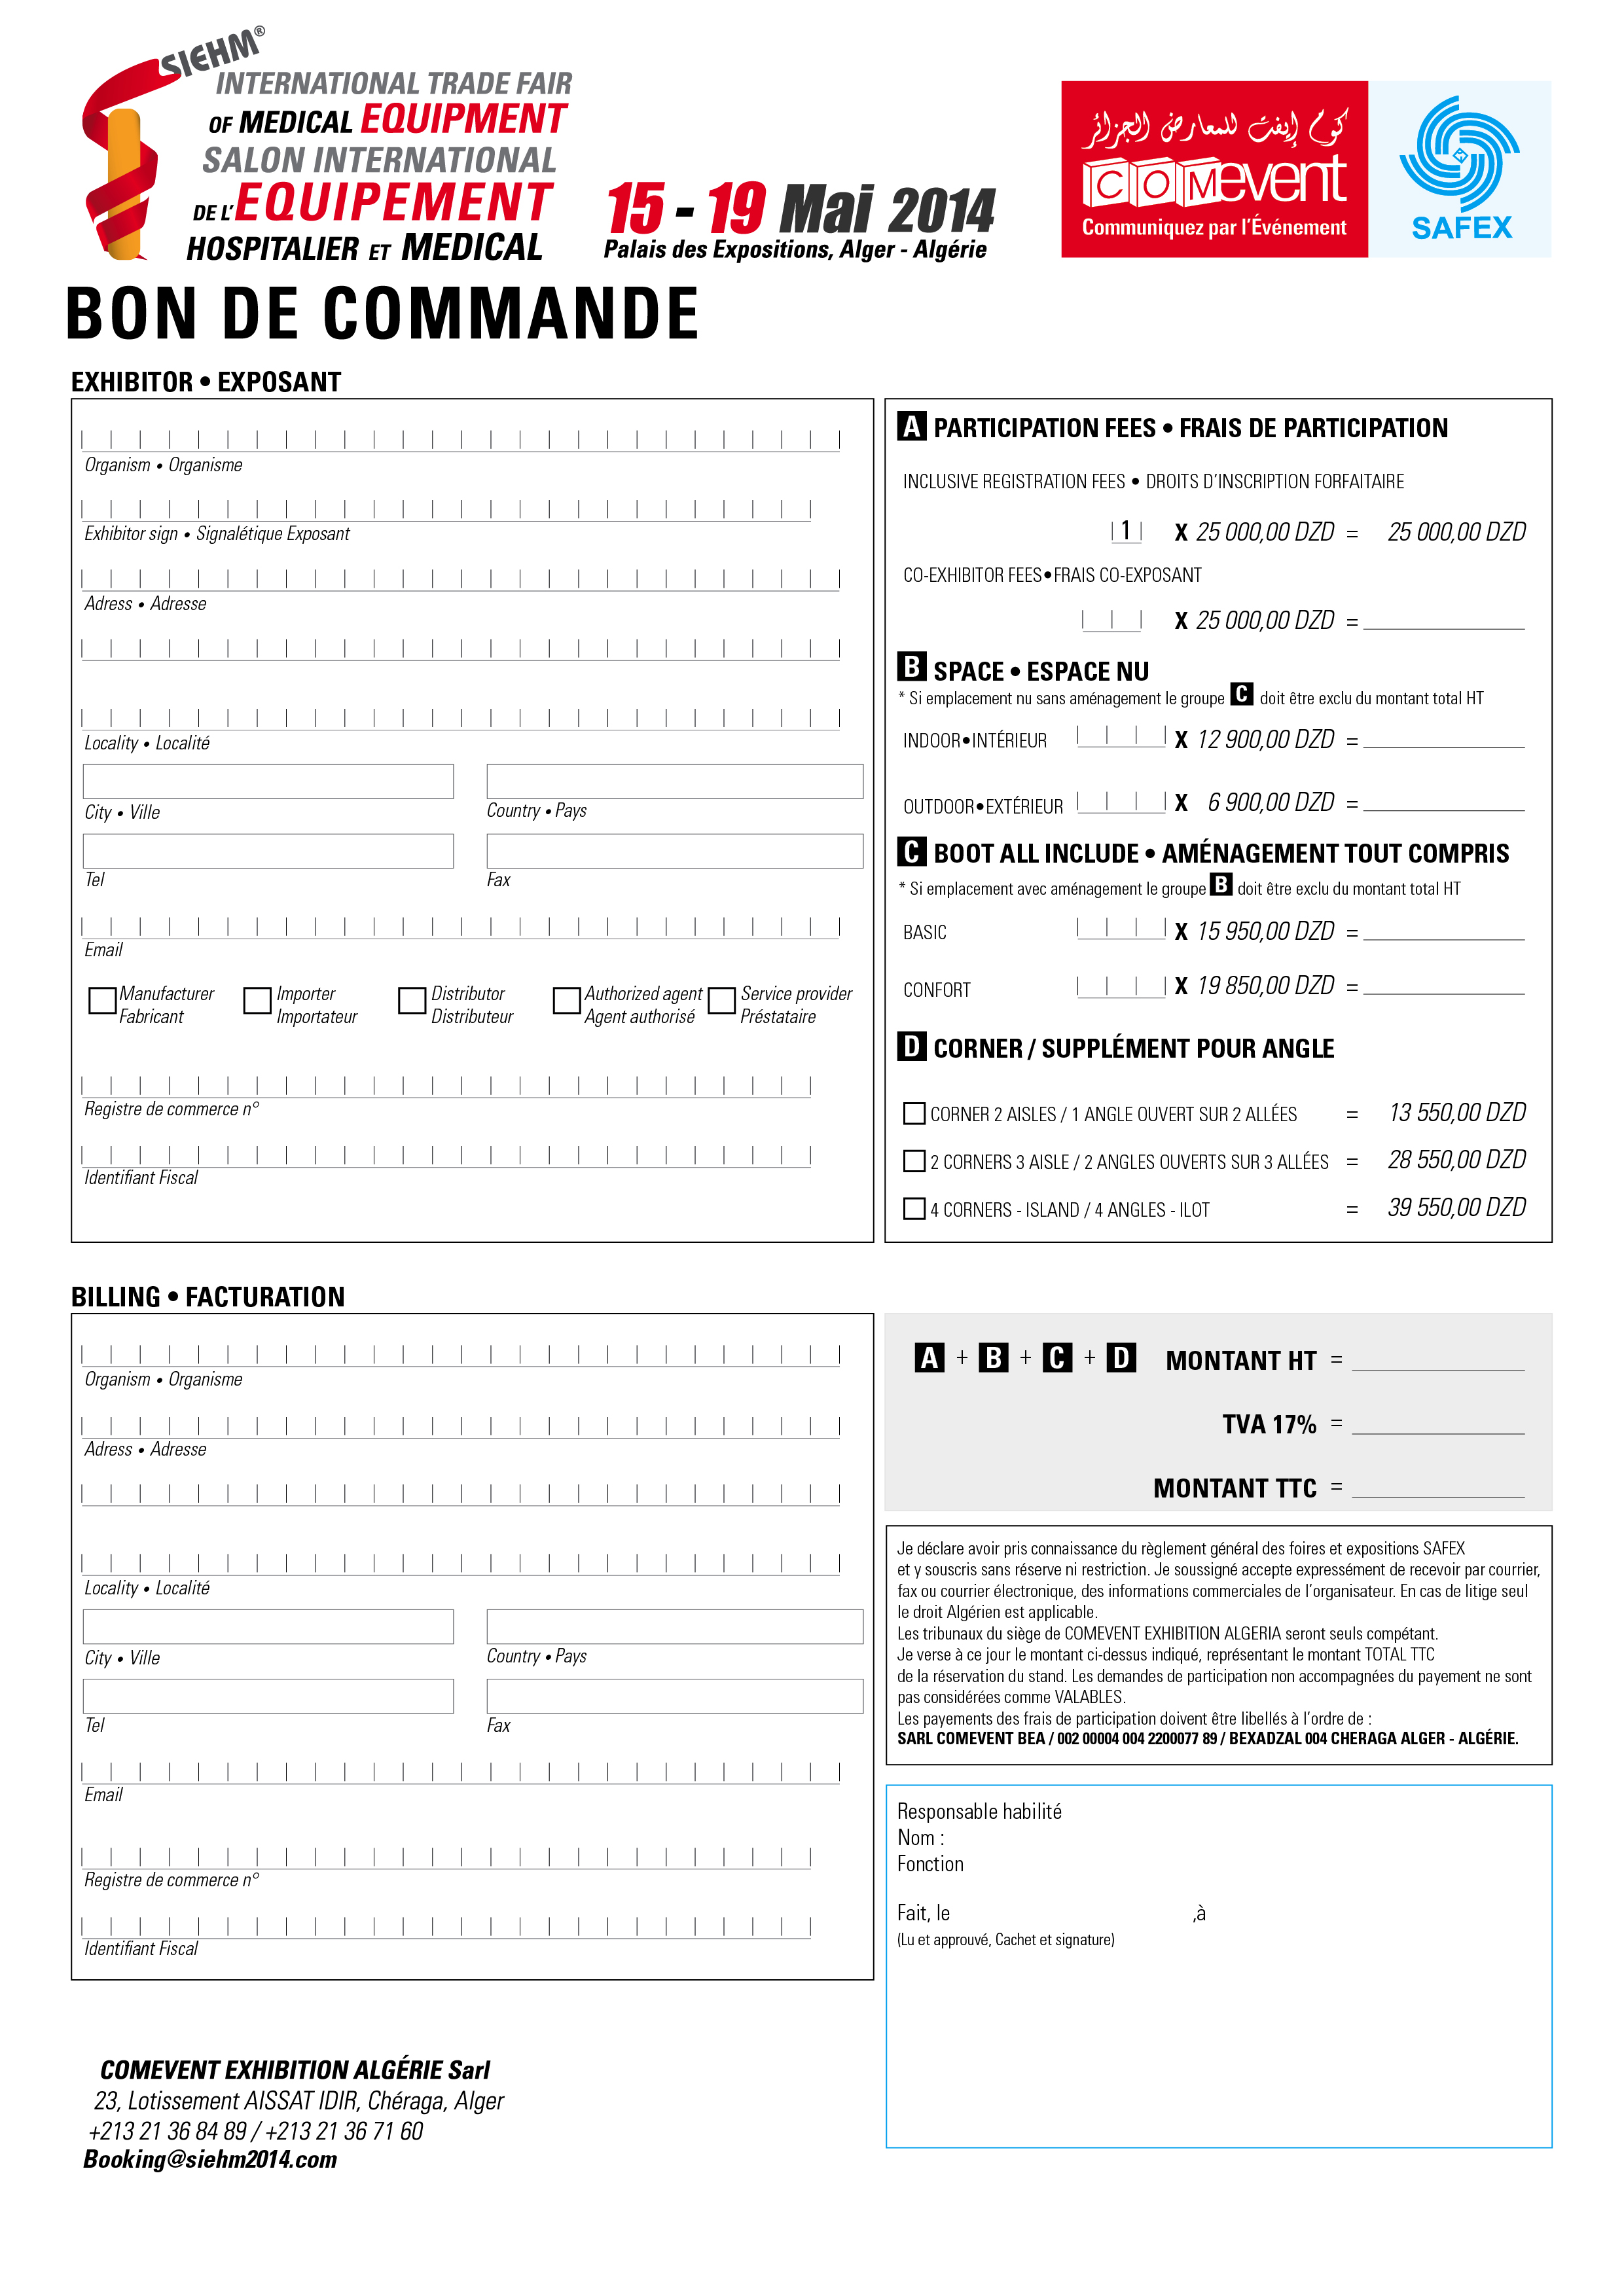 SIEHM®
INTERNATIONAL TRADE FAIR
OF MEDICAL EQUIPMENT
SALON INTERNATIONAL
DE L'EQUIPEMENT
HOSPITALIER ET MEDICAL
15 - 19 Mai 2014
Palais des Expositions, Alger - Algérie
كوم إيفت للمعارض الجزائر
COMevent
Communiquez par l'Événement
SAFEX
BON DE COMMANDE
EXHIBITOR • EXPOSANT
Organism • Organisme
Exhibitor sign • Signalétique Exposant
Adress • Adresse
Locality • Localité
City • Ville
Country • Pays
Tel
Fax
Email
Manufacturer
Fabricant
Importer
Importateur
Distributor
Distributeur
Authorized agent
Agent authorisé
Service provider
Préstataire
Registre de commerce n°
Identifiant Fiscal
A PARTICIPATION FEES • FRAIS DE PARTICIPATION
INCLUSIVE REGISTRATION FEES • DROITS D'INSCRIPTION FORFAITAIRE
1 X 25 000,00 DZD = 25 000,00 DZD
CO-EXHIBITOR FEES•FRAIS CO-EXPOSANT
X 25 000,00 DZD =
B SPACE • ESPACE NU
* Si emplacement nu sans aménagement le groupe C doit être exclu du montant total HT
INDOOR•INTÉRIEUR X 12 900,00 DZD =
OUTDOOR•EXTÉRIEUR X 6 900,00 DZD =
C BOOT ALL INCLUDE • AMÉNAGEMENT TOUT COMPRIS
* Si emplacement avec aménagement le groupe B doit être exclu du montant total HT
BASIC X 15 950,00 DZD =
CONFORT X 19 850,00 DZD =
D CORNER / SUPPLÉMENT POUR ANGLE
CORNER 2 AISLES / 1 ANGLE OUVERT SUR 2 ALLÉES = 13 550,00 DZD
2 CORNERS 3 AISLE / 2 ANGLES OUVERTS SUR 3 ALLÉES = 28 550,00 DZD
4 CORNERS - ISLAND / 4 ANGLES - ILOT = 39 550,00 DZD
BILLING • FACTURATION
Organism • Organisme
Adress • Adresse
Locality • Localité
City • Ville
Country • Pays
Tel
Fax
Email
Registre de commerce n°
Identifiant Fiscal
A + B + C + D MONTANT HT =
TVA 17% =
MONTANT TTC =
Je déclare avoir pris connaissance du règlement général des foires et expositions SAFEX
et y souscris sans réserve ni restriction. Je soussigné accepte expressément de recevoir par courrier,
fax ou courrier électronique, des informations commerciales de l'organisateur. En cas de litige seul
le droit Algérien est applicable.
Les tribunaux du siège de COMEVENT EXHIBITION ALGERIA seront seuls compétant.
Je verse à ce jour le montant ci-dessus indiqué, représentant le montant TOTAL TTC
de la réservation du stand. Les demandes de participation non accompagnées du payement ne sont
pas considérées comme VALABLES.
Les payements des frais de participation doivent être libellés à l'ordre de :
SARL COMEVENT BEA / 002 00004 004 2200077 89 / BEXADZAL 004 CHERAGA ALGER - ALGÉRIE.
Responsable habilité
Nom :
Fonction
Fait, le ,à
(Lu et approuvé, Cachet et signature)
COMEVENT EXHIBITION ALGÉRIE Sarl
23, Lotissement AISSAT IDIR, Chéraga, Alger
+213 21 36 84 89 / +213 21 36 71 60
Booking@siehm2014.com